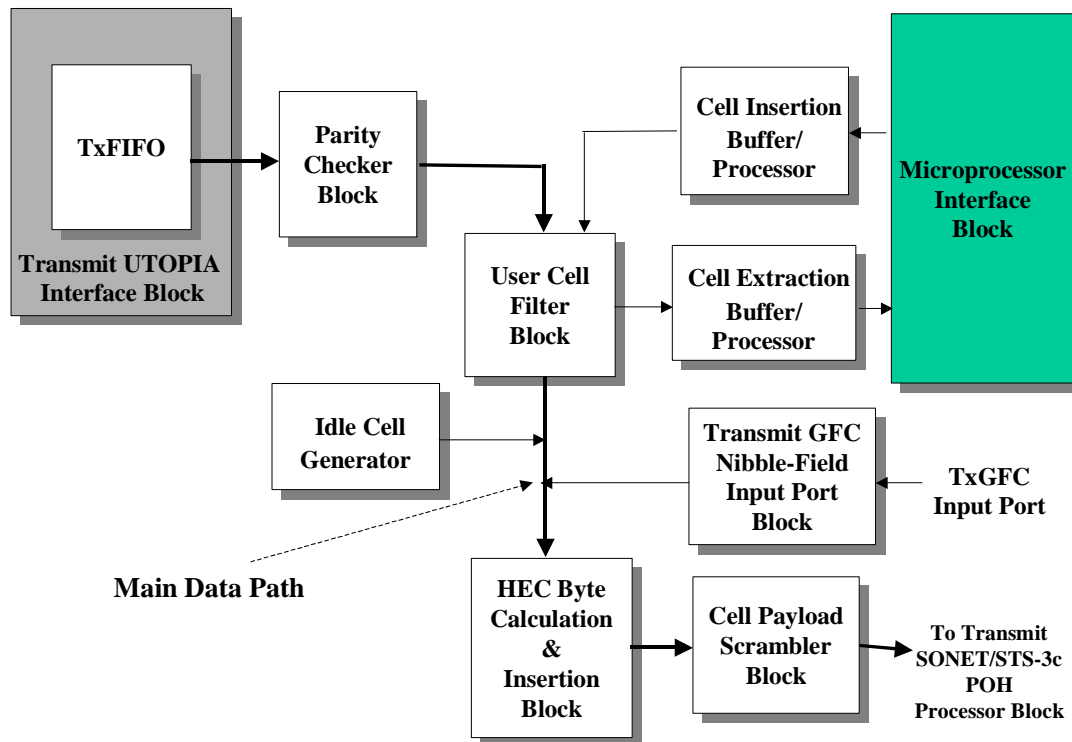 TxFIFO
Transmit UTOPIA
Interface Block
Parity
Checker
Block
Cell Insertion
Buffer/
Processor
Microprocessor
Interface
Block
User Cell
Filter
Block
Cell Extraction
Buffer/
Processor
Idle Cell
Generator
Transmit GFC
Nibble-Field
Input Port
Block
TxGFC
Input Port
Main Data Path
HEC Byte
Calculation
&
Insertion
Block
Cell Payload
Scrambler
Block
To Transmit
SONET/STS-3c
POH
Processor Block